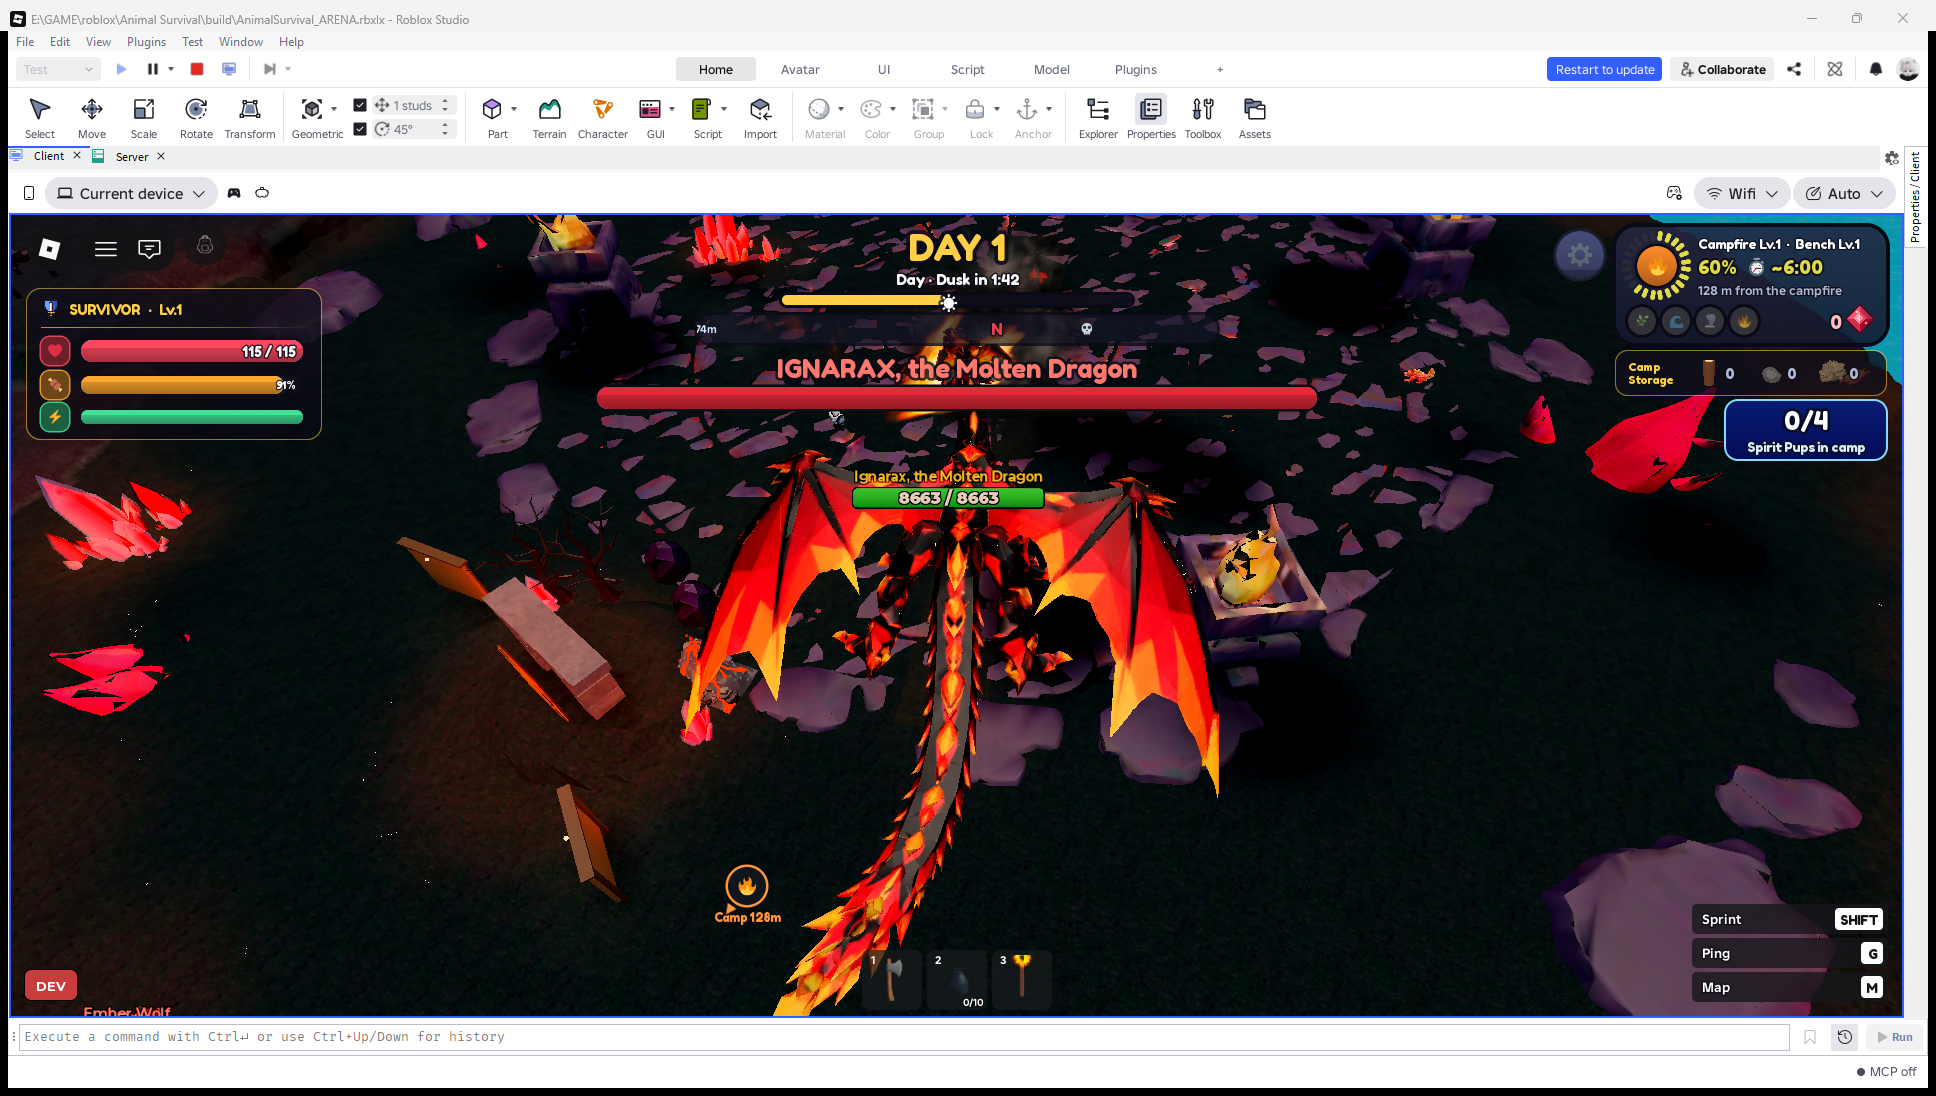 E:\GAME\roblox\Animal Survival\build\AnimalSurvival_ARENA.rbxlx - Roblox Studio
File Edit View Plugins Test Window Help
Test
Home Avatar UI Script Model Plugins +
Restart to update
Collaborate
1 studs
45°
Select Move Scale Rotate Transform Geometric Part Terrain Character GUI Script Import Material Color Group Lock Anchor Explorer Properties Toolbox Assets
Client Server
Properties / Client
Current device
Wifi Auto
DAY 1
Day · Dusk in 1:42
74m N
IGNARAX, the Molten Dragon
SURVIVOR · Lv.1
115 / 115
91%
Campfire Lv.1 · Bench Lv.1
60% ~6:00
128 m from the campfire
0
Camp Storage 0 0 0
0/4
Spirit Pups in camp
Ignarax, the Molten Dragon
8663 / 8663
Camp 128m
1 2 3
0/10
Sprint SHIFT
Ping G
Map M
DEV
Ember Wolf
Execute a command with Ctrl↵ or use Ctrl+Up/Down for history
Run
MCP off